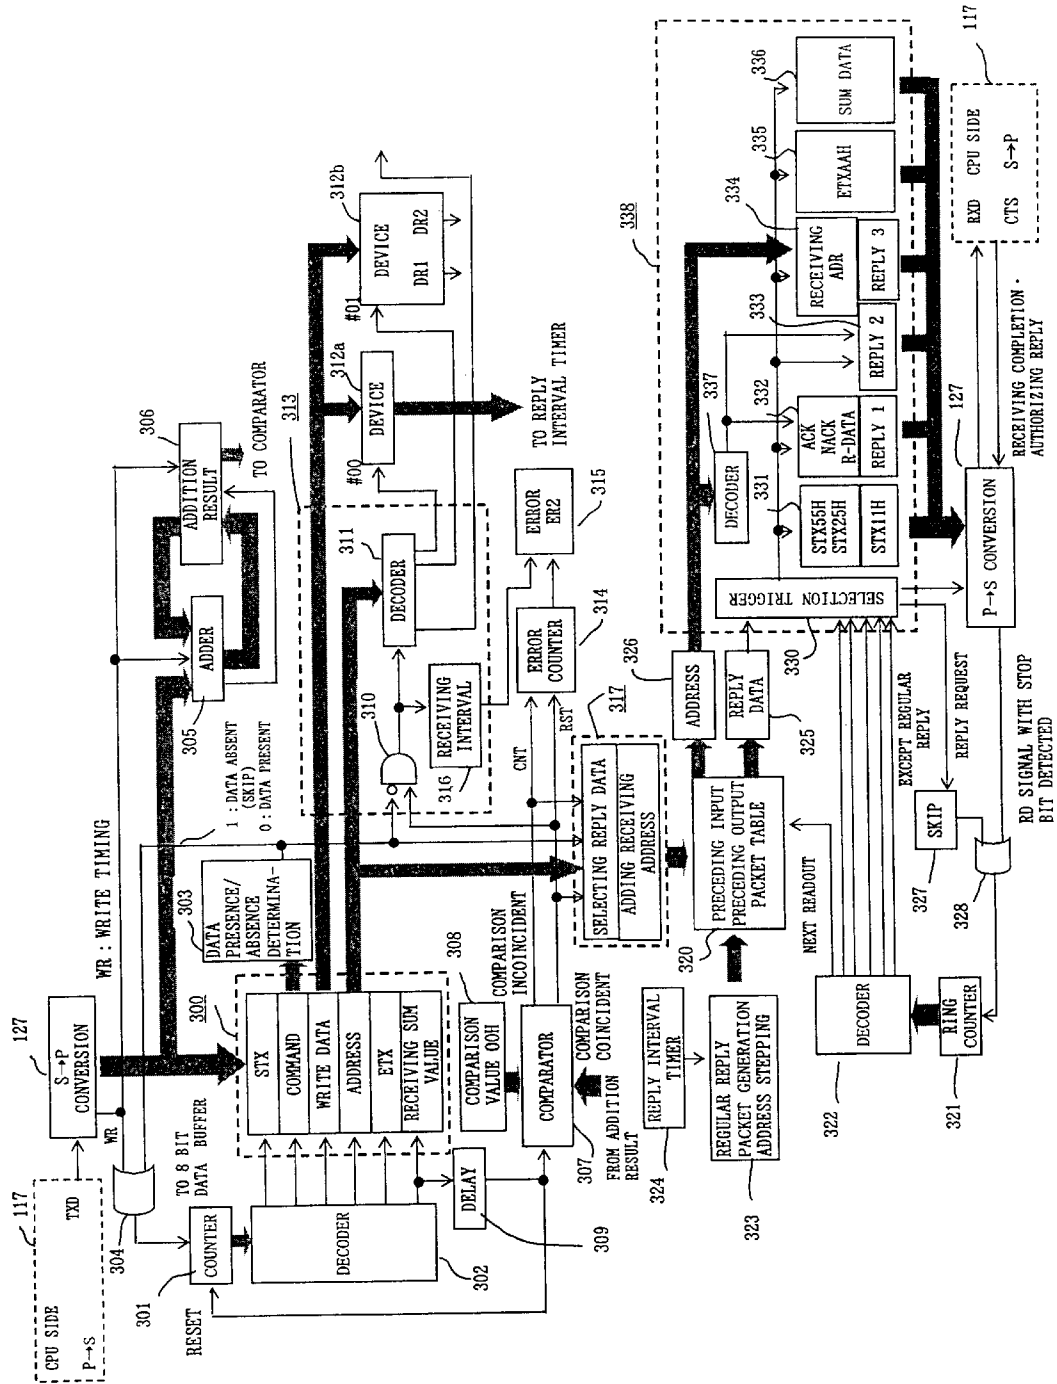 117
CPU SIDE
TXD
P→S
127
S→P
CONVERSION
WR
WR : WRITE TIMING
304
TO 8 BIT
DATA BUFFER
301
COUNTER
RESET
DECODER
302
300
STX
COMMAND
WRITE DATA
ADDRESS
ETX
RECEIVING SUM
VALUE
DELAY
309
303
DATA
PRESENCE/
ABSENCE
DETERMINA-
TION
1 : DATA ABSENT
(SKIP)
0 : DATA PRESENT
305
ADDER
306
ADDITION
RESULT
TO COMPARATOR
308
COMPARISON
VALUE OOH
COMPARISON
INCOINCIDENT
COMPARATOR
307
COMPARISON
COINCIDENT
FROM ADDITION
RESULT
313
310
311
DECODER
RECEIVING
INTERVAL
316
#00
312a
DEVICE
#01
312b
DEVICE
DR1
DR2
TO REPLY
INTERVAL TIMER
ERROR
ER2
315
ERROR
COUNTER
314
CNT
RST
317
SELECTING REPLY DATA
ADDING RECEIVING
ADDRESS
REPLY INTERVAL
TIMER
324
REGULAR REPLY
PACKET GENERATION
ADDRESS STEPPING
323
PRECEDING INPUT
PRECEDING OUTPUT
PACKET TABLE
320
326
ADDRESS
REPLY
DATA
325
NEXT READOUT
DECODER
322
RING
COUNTER
321
EXCEPT REGULAR
REPLY
REPLY REQUEST
SKIP
327
328
RD SIGNAL WITH STOP
BIT DETECTED
338
SELECTION TRIGGER
330
DECODER
337
331
STX55H
STX25H
STX11H
332
ACK
NACK
R-DATA
REPLY 1
333
REPLY 2
334
RECEIVING
ADR
REPLY 3
335
ETXAAH
336
SUM DATA
127
P→S CONVERSION
RECEIVING COMPLETION·
AUTHORIZING REPLY
117
RXD CPU SIDE
CTS S→P